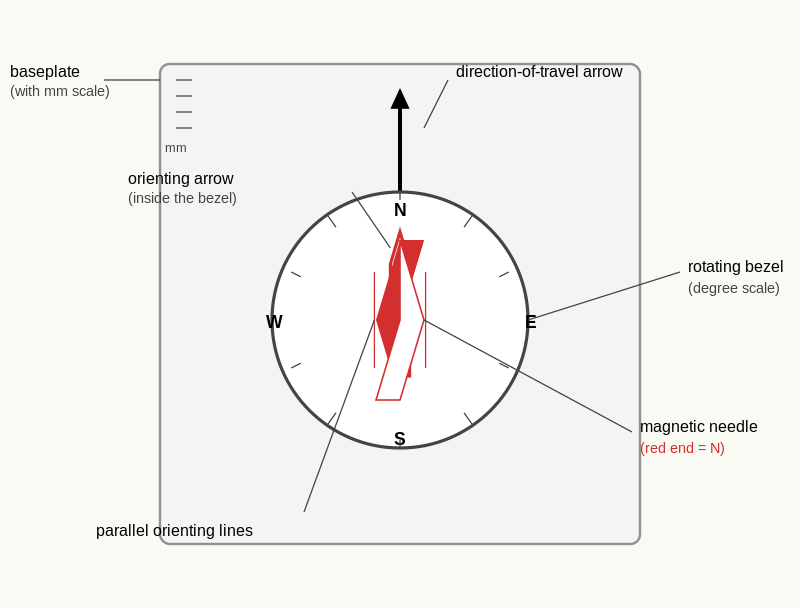 baseplate
(with mm scale)
direction-of-travel arrow
mm
orienting arrow
(inside the bezel)
N
rotating bezel
(degree scale)
W
E
magnetic needle
(red end = N)
S
parallel orienting lines